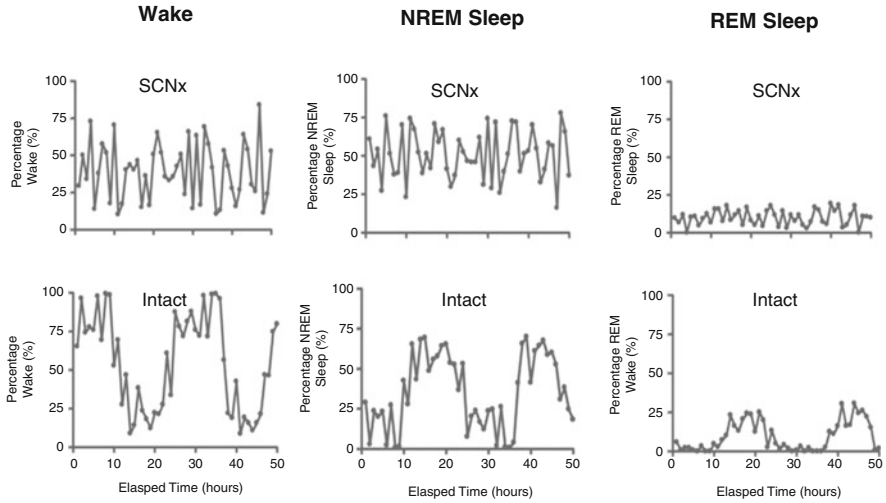 Wake
NREM Sleep
REM Sleep
SCNx
Percentage
Wake (%)
100
75
50
25
0
SCNx
Percentage NREM
Sleep (%)
100
75
50
25
0
SCNx
Percentage REM
Sleep (%)
100
75
50
25
0
Intact
Percentage
Wake (%)
100
75
50
25
0
0 10 20 30 40 50
Elasped Time (hours)
Intact
Percentage NREM
Sleep (%)
100
75
50
25
0
0 10 20 30 40 50
Elasped Time (hours)
Intact
Percentage REM
Wake (%)
100
75
50
25
0
0 10 20 30 40 50
Elasped Time (hours)